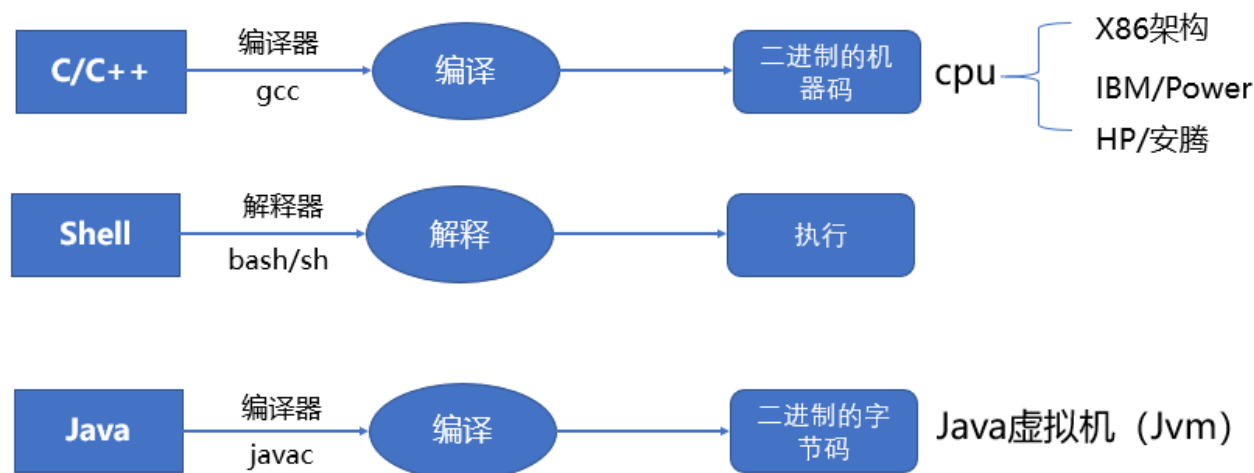 C/C++
编译器
gcc
编译
二进制的机
器码
cpu
X86架构
IBM/Power
HP/安腾
Shell
解释器
bash/sh
解释
执行
Java
编译器
javac
编译
二进制的字
节码
Java虚拟机（Jvm）